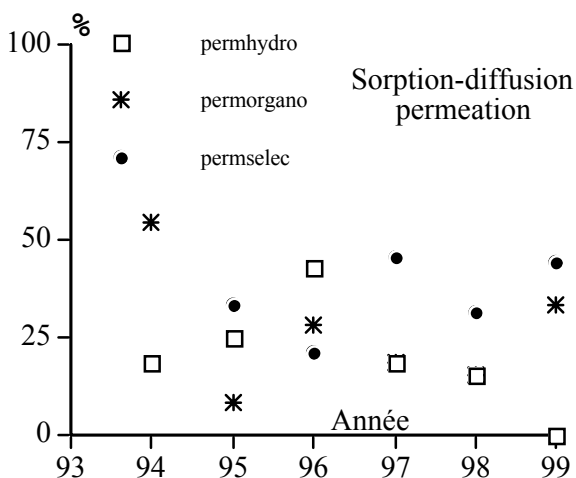 %
100
75
50
25
0
permhydro
permorgano
permselec
Sorption-diffusion
permeation
Année
93 94 95 96 97 98 99